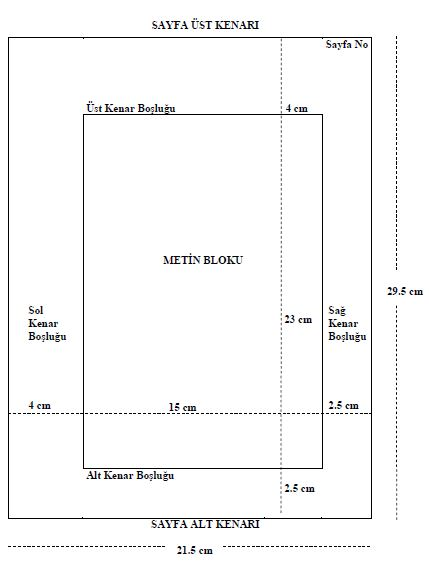 SAYFA ÜST KENARI
Sayfa No
Üst Kenar Boşluğu
4 cm
METİN BLOKU
29.5 cm
Sol
Kenar
Boşluğu
23 cm
Sağ
Kenar
Boşluğu
4 cm
15 cm
2.5 cm
Alt Kenar Boşluğu
2.5 cm
SAYFA ALT KENARI
21.5 cm